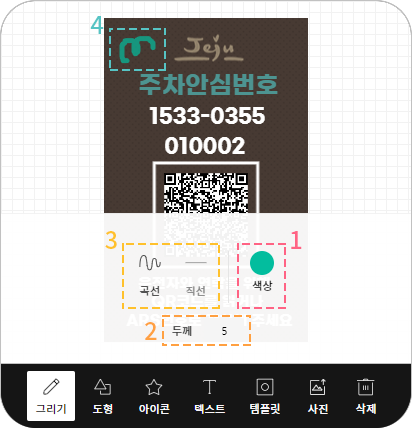 4
Jeju
주차안심번호
1533-0355
010002
3
1
곡선
직선
색상
2
두께
5
그리기
도형
아이콘
텍스트
템플릿
사진
삭제